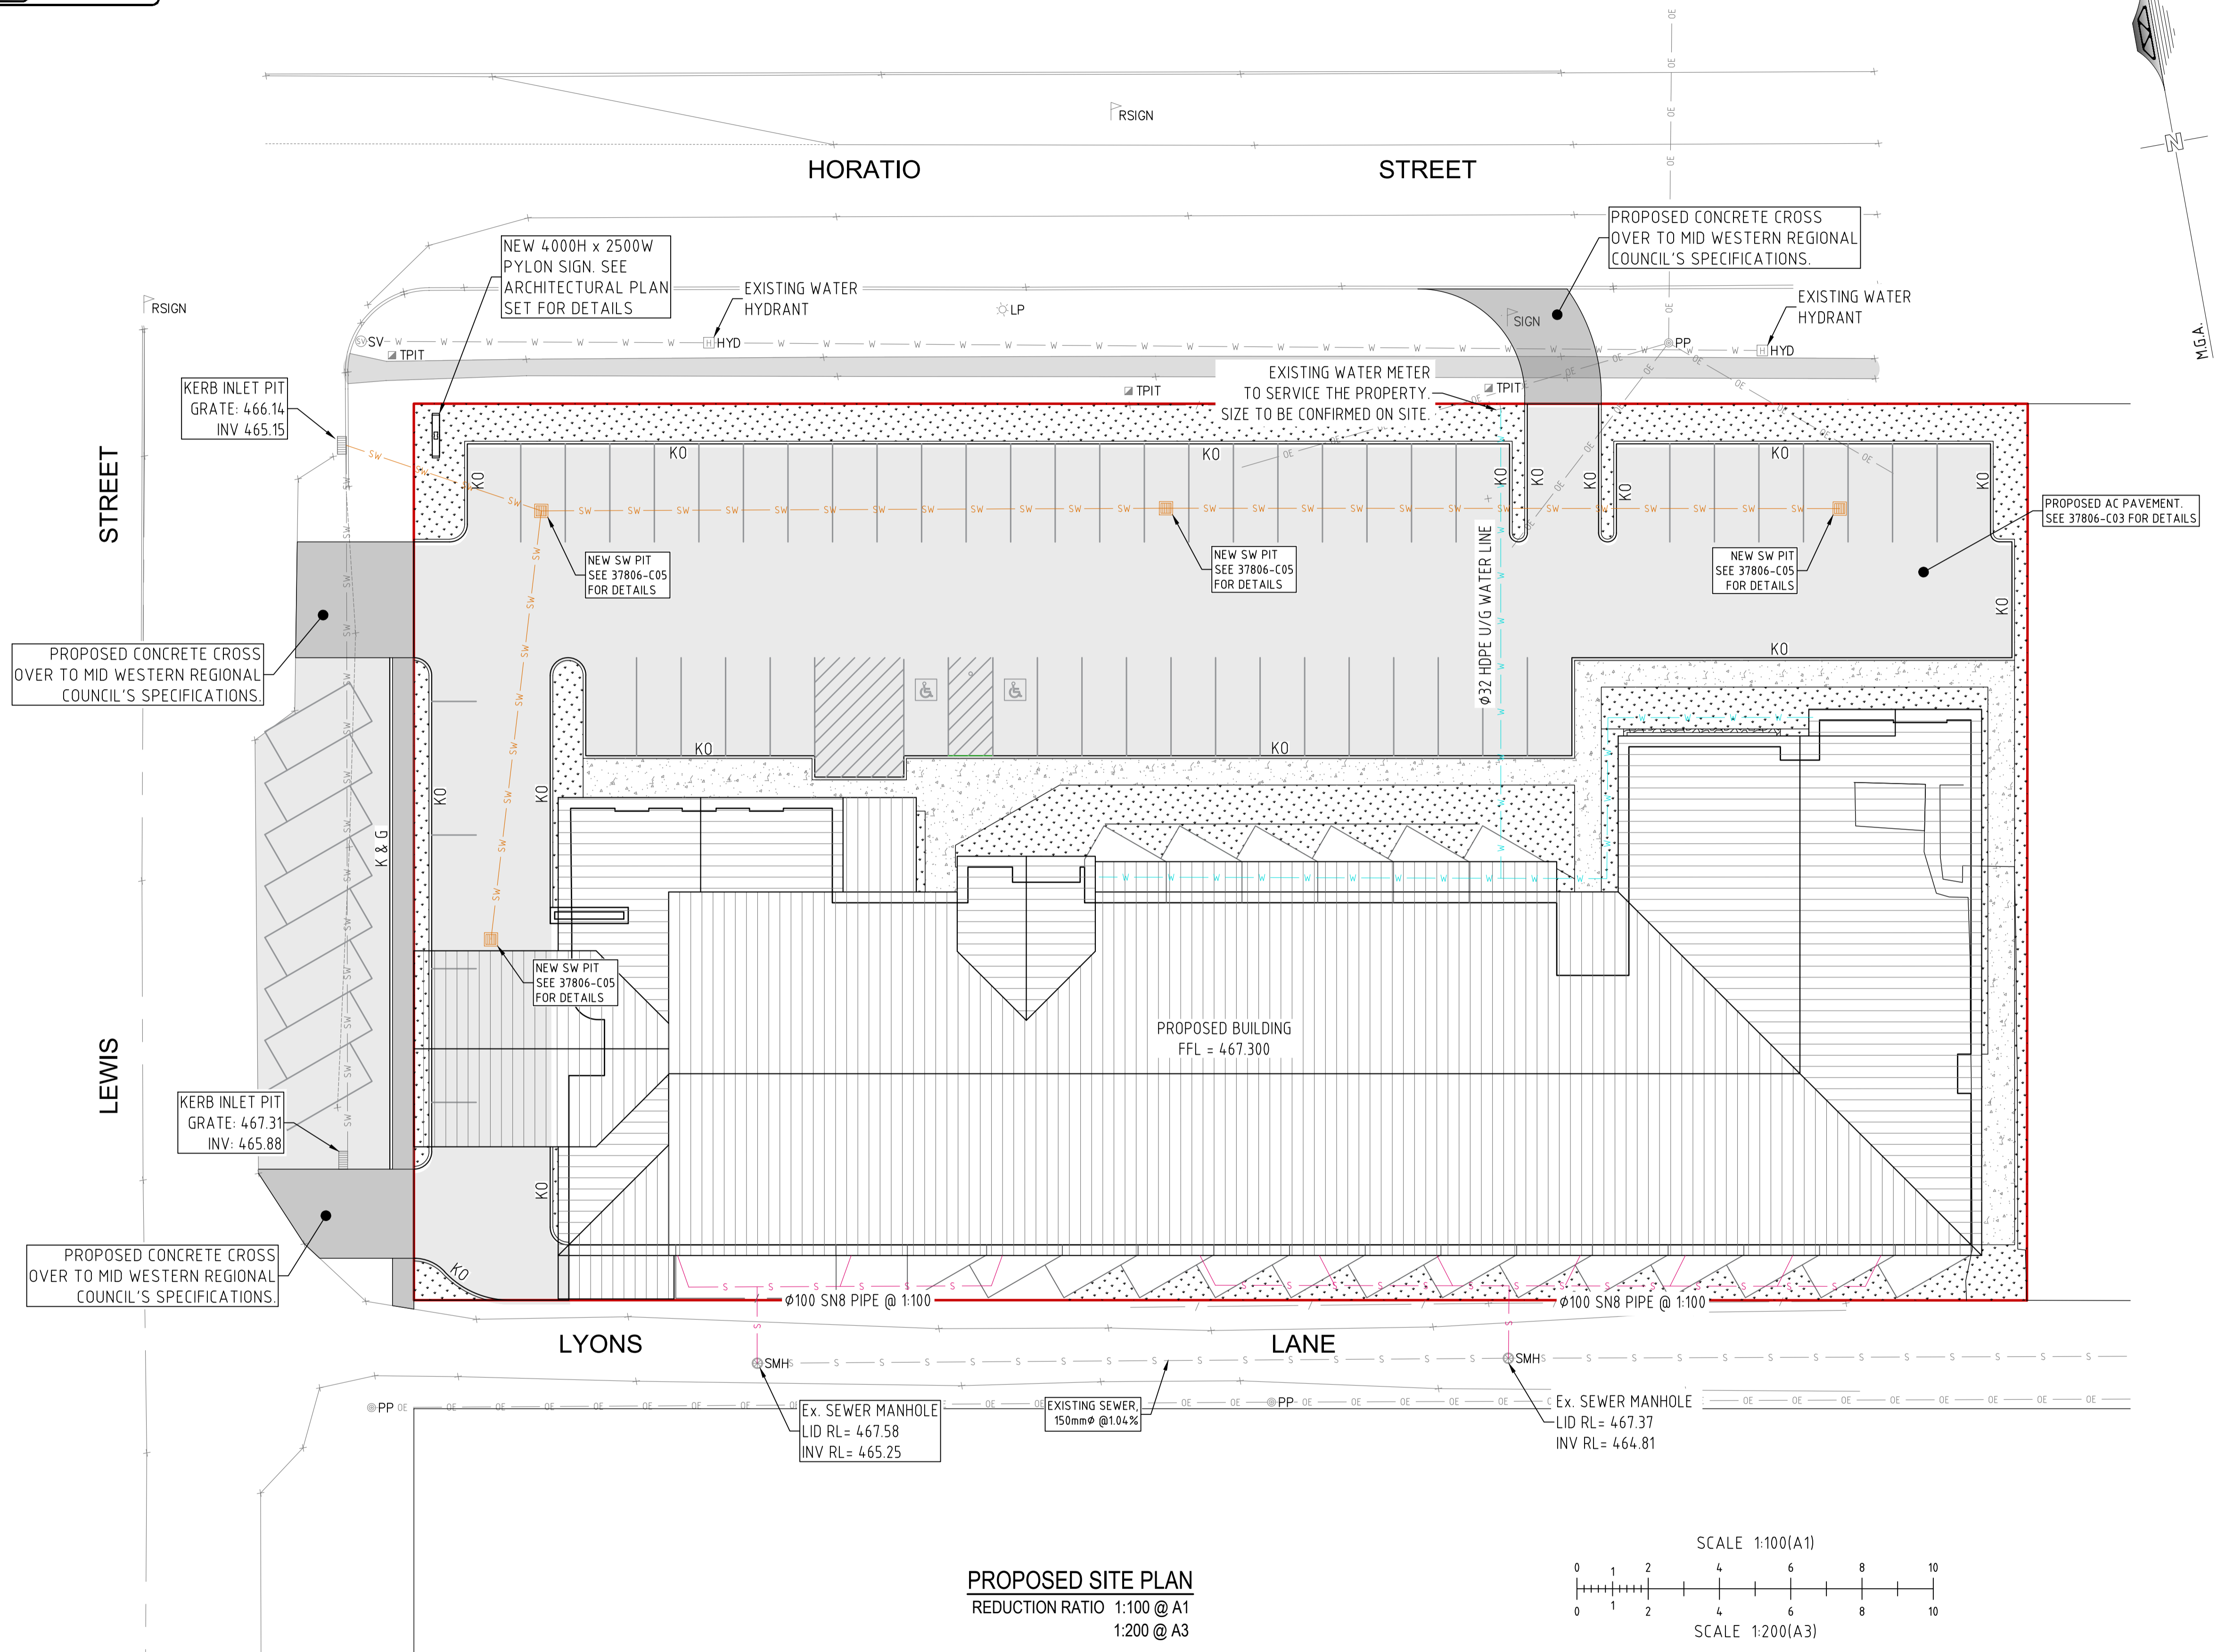 HORATIO STREET
RSIGN
OE
N
M.G.A.
PROPOSED CONCRETE CROSS
OVER TO MID WESTERN REGIONAL
COUNCIL'S SPECIFICATIONS.
NEW 4000H x 2500W
PYLON SIGN. SEE
ARCHITECTURAL PLAN
SET FOR DETAILS
EXISTING WATER
HYDRANT
LP
SIGN
EXISTING WATER
HYDRANT
RSIGN
SV
W
HYD
PP
HYD
TPIT
TPIT
TPIT
EXISTING WATER METER
TO SERVICE THE PROPERTY.
SIZE TO BE CONFIRMED ON SITE.
KERB INLET PIT
GRATE: 466.14
INV 465.15
STREET
SW
KO
KO
KO
KO
KO
KO
KO
KO
KO
PROPOSED AC PAVEMENT.
SEE 37806-C03 FOR DETAILS
NEW SW PIT
SEE 37806-C05
FOR DETAILS
NEW SW PIT
SEE 37806-C05
FOR DETAILS
NEW SW PIT
SEE 37806-C05
FOR DETAILS
Φ32 HDPE U/G WATER LINE
KO
KO
PROPOSED CONCRETE CROSS
OVER TO MID WESTERN REGIONAL
COUNCIL'S SPECIFICATIONS.
KO
KO
KO
KO
K & G
NEW SW PIT
SEE 37806-C05
FOR DETAILS
PROPOSED BUILDING
FFL = 467.300
LEWIS
KERB INLET PIT
GRATE: 467.31
INV: 465.88
KO
KO
PROPOSED CONCRETE CROSS
OVER TO MID WESTERN REGIONAL
COUNCIL'S SPECIFICATIONS.
S
Φ100 SN8 PIPE @ 1:100
Φ100 SN8 PIPE @ 1:100
LYONS LANE
SMH
SMH
PP
PP
Ex. SEWER MANHOLE
LID RL= 467.58
INV RL= 465.25
EXISTING SEWER,
150mmΦ @1.04%
Ex. SEWER MANHOLE
LID RL= 467.37
INV RL= 464.81
PROPOSED SITE PLAN
REDUCTION RATIO 1:100 @ A1
1:200 @ A3
SCALE 1:100(A1)
0 1 2 4 6 8 10
0 1 2 4 6 8 10
SCALE 1:200(A3)